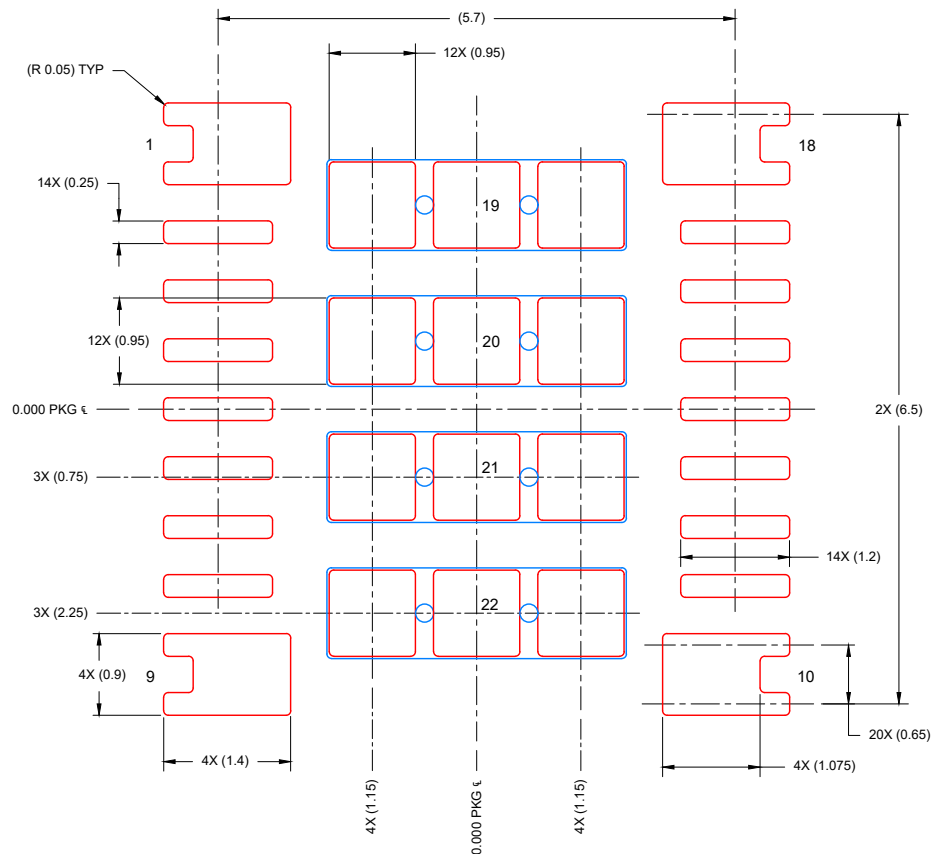 (5.7)
12X (0.95)
(R 0.05) TYP
1
18
14X (0.25)
19
12X (0.95)
20
0.000 PKG ℄
2X (6.5)
21
3X (0.75)
14X (1.2)
22
3X (2.25)
4X (0.9)
9
10
20X (0.65)
4X (1.4)
4X (1.075)
4X (1.15)
0.000 PKG ℄
4X (1.15)